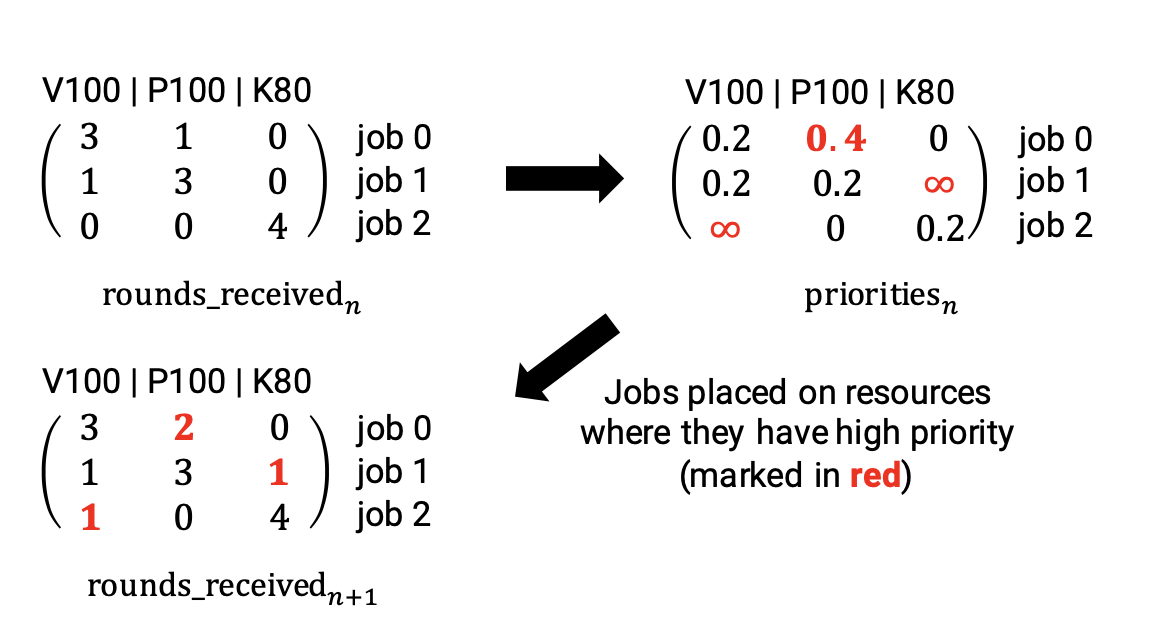 V100 | P100 | K80
3 1 0 job 0
1 3 0 job 1
0 0 4 job 2
rounds_receivedₙ
V100 | P100 | K80
0.2 0.4 0 job 0
0.2 0.2 ∞ job 1
∞ 0 0.2 job 2
prioritiesₙ
Jobs placed on resources
where they have high priority
(marked in red)
V100 | P100 | K80
3 2 0 job 0
1 3 1 job 1
1 0 4 job 2
rounds_receivedₙ₊₁